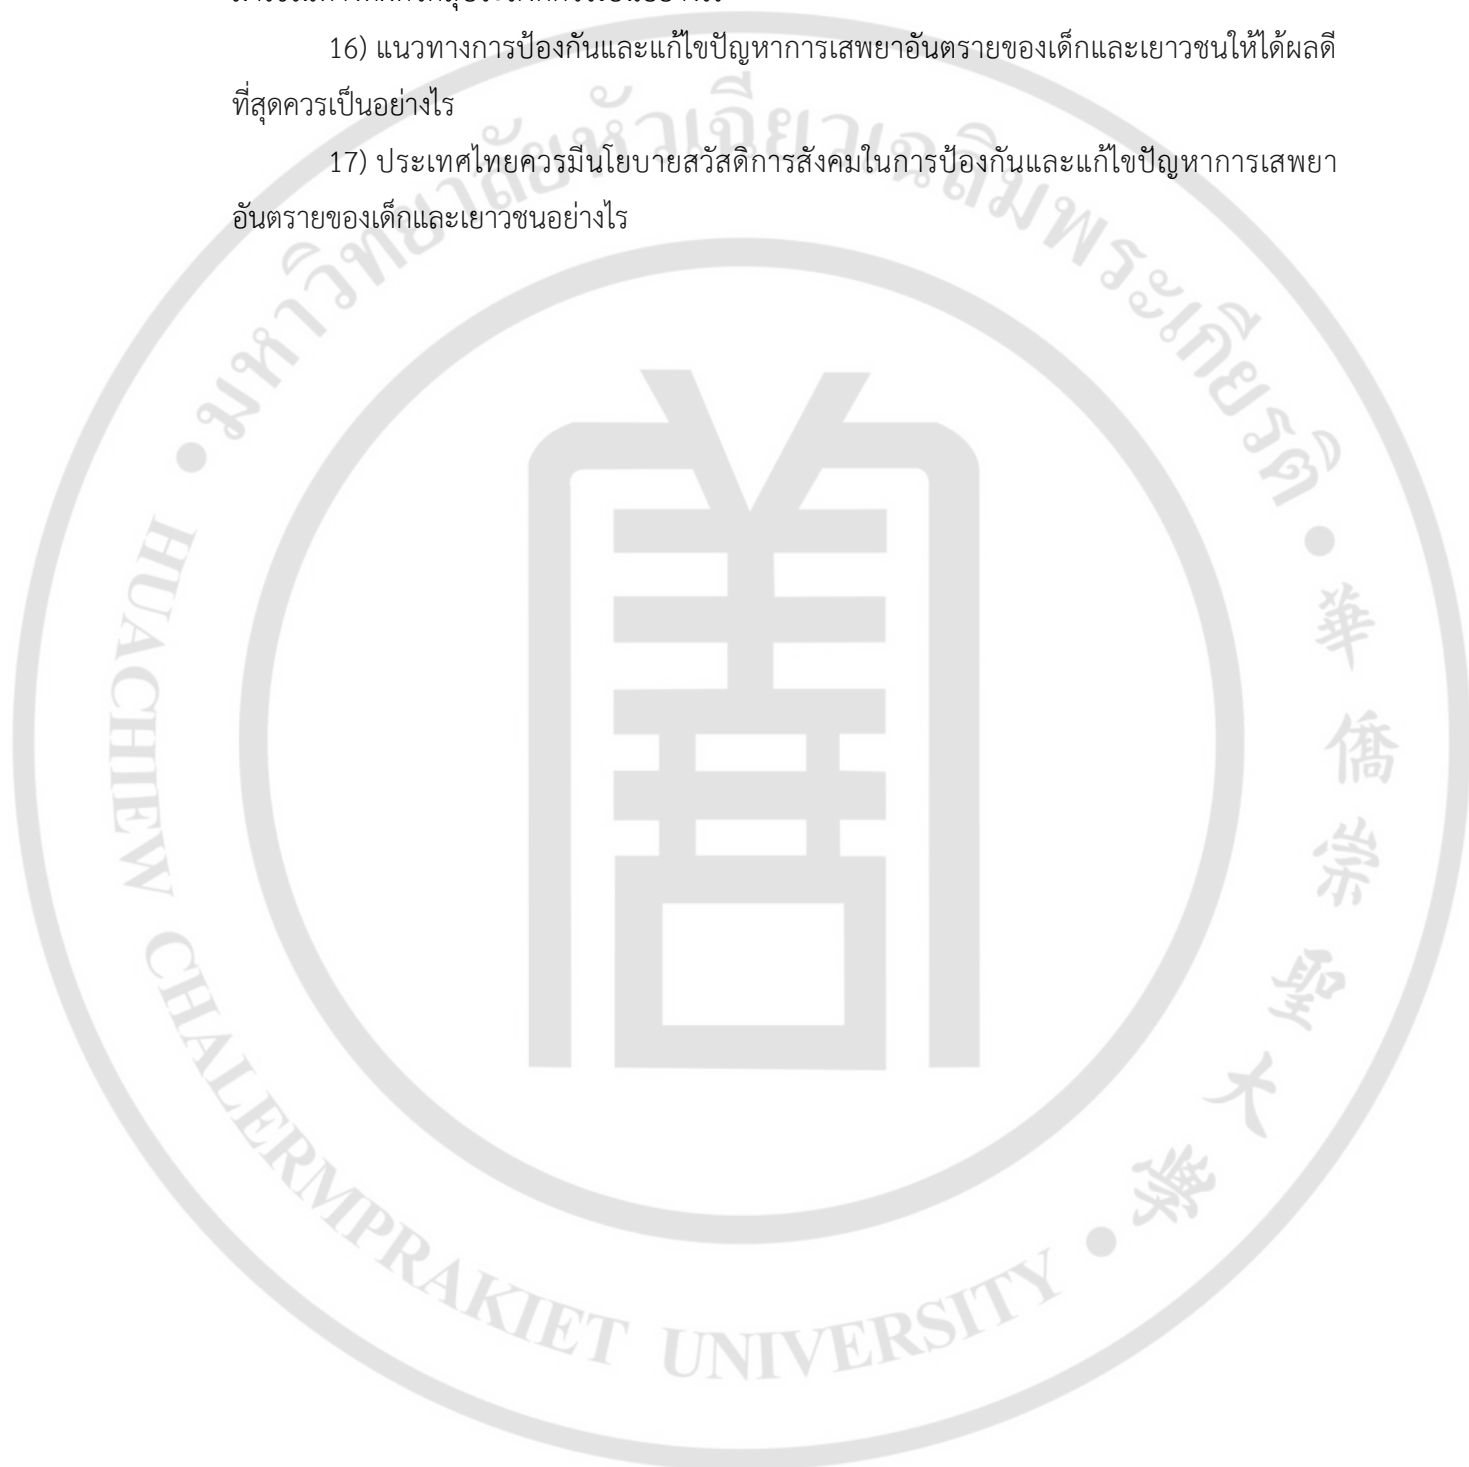 16) แนวทางการป้องกันและแก้ไขปัญหาการเสพยาอันตรายของเด็กและเยาวชนให้ได้ผลดี
ที่สุดควรเป็นอย่างไร
17) ประเทศไทยควรมีนโยบายสวัสดิการสังคมในการป้องกันและแก้ไขปัญหาการเสพยา
อันตรายของเด็กและเยาวชนอย่างไร
มหาวิทยาลัยหัวเฉียวเฉลิมพระเกียรติ
華僑崇聖大學
HUACHIEW CHALERMPRAKIET UNIVERSITY